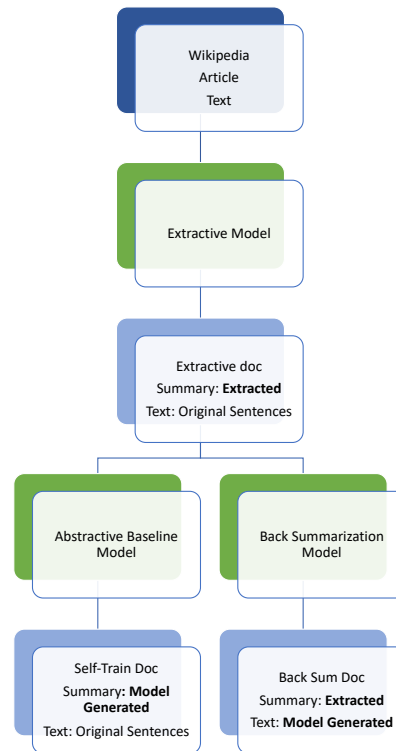 Wikipedia
Article
Text
Extractive Model
Extractive doc
Summary: Extracted
Text: Original Sentences
Abstractive Baseline
Model
Back Summarization
Model
Self-Train Doc
Summary: Model
Generated
Text: Original Sentences
Back Sum Doc
Summary: Extracted
Text: Model Generated